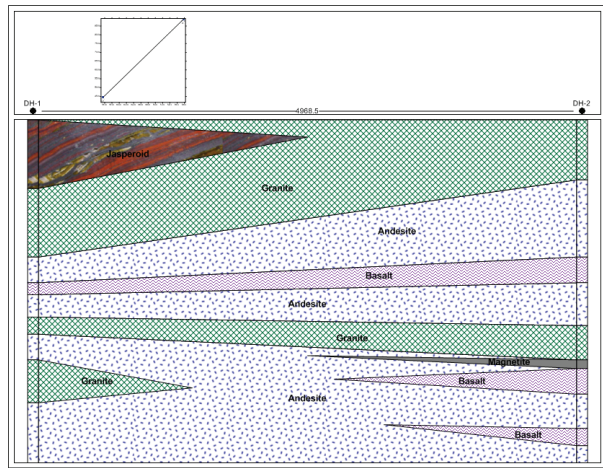 DH-1
4968.5
DH-2
Jasperoid
Granite
Andesite
Basalt
Andesite
Granite
Magnetite
Granite
Basalt
Andesite
Basalt